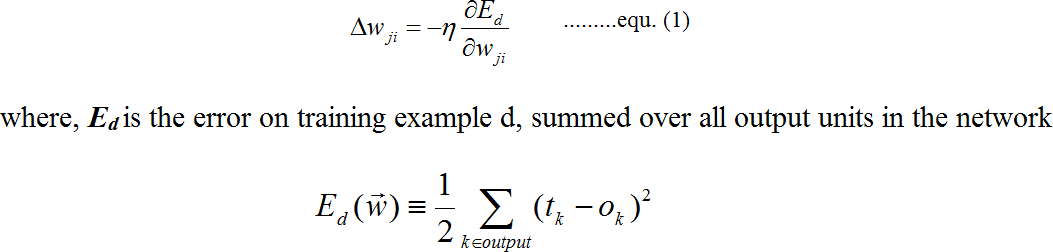 Δw_ji = −η ∂E_d / ∂w_ji .........equ. (1)
where, E_d is the error on training example d, summed over all output units in the network
E_d(w⃗) ≡ 1/2 ∑_{k∈output} (t_k − o_k)²